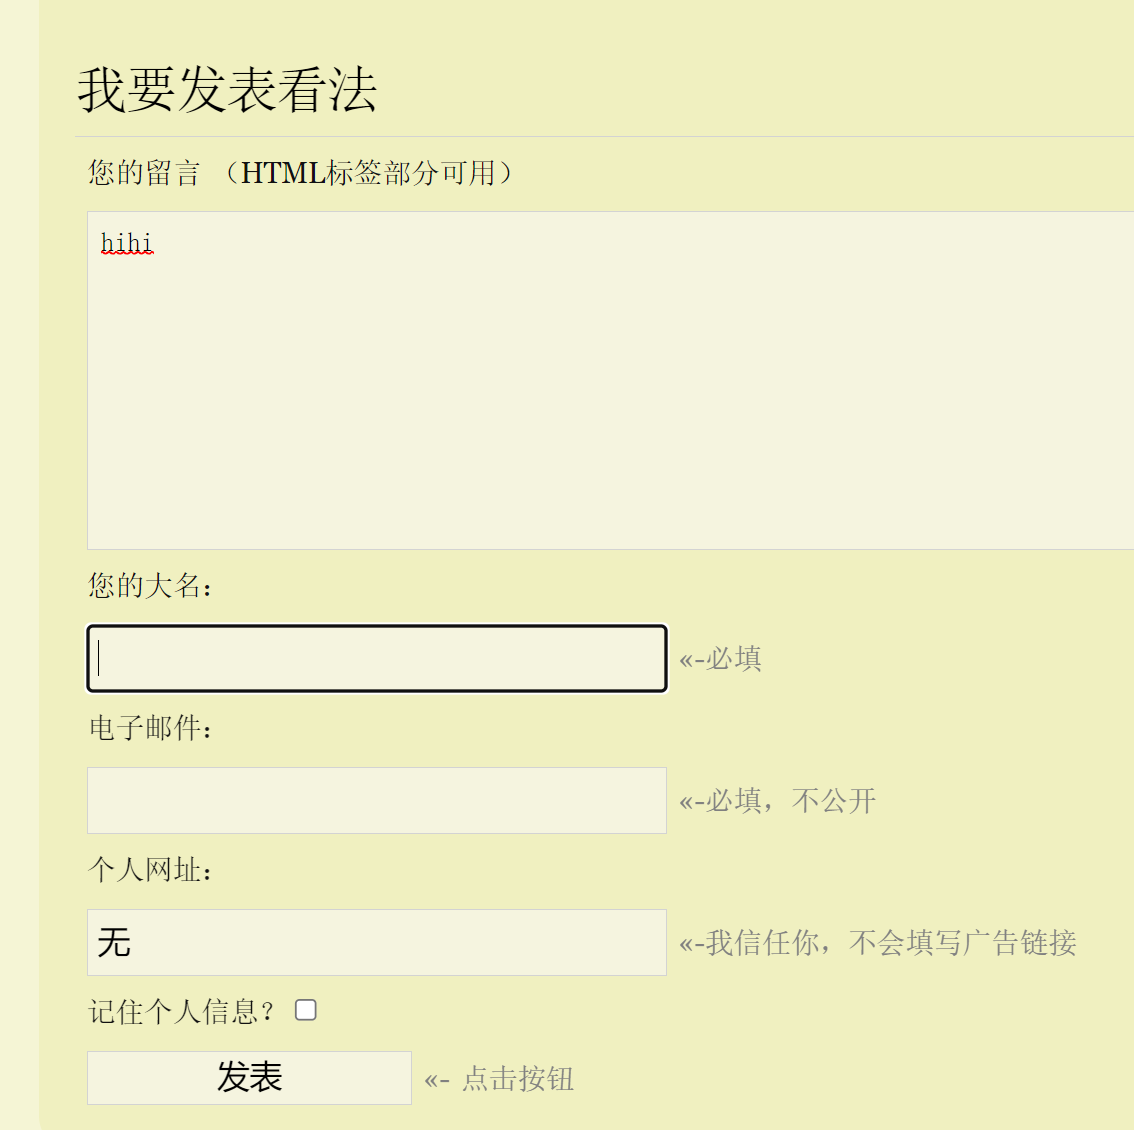 我要发表看法
您的留言 （HTML标签部分可用）
hihi
您的大名：
«-必填
电子邮件：
«-必填，不公开
个人网址：
无 «-我信任你，不会填写广告链接
记住个人信息？
发表 «- 点击按钮